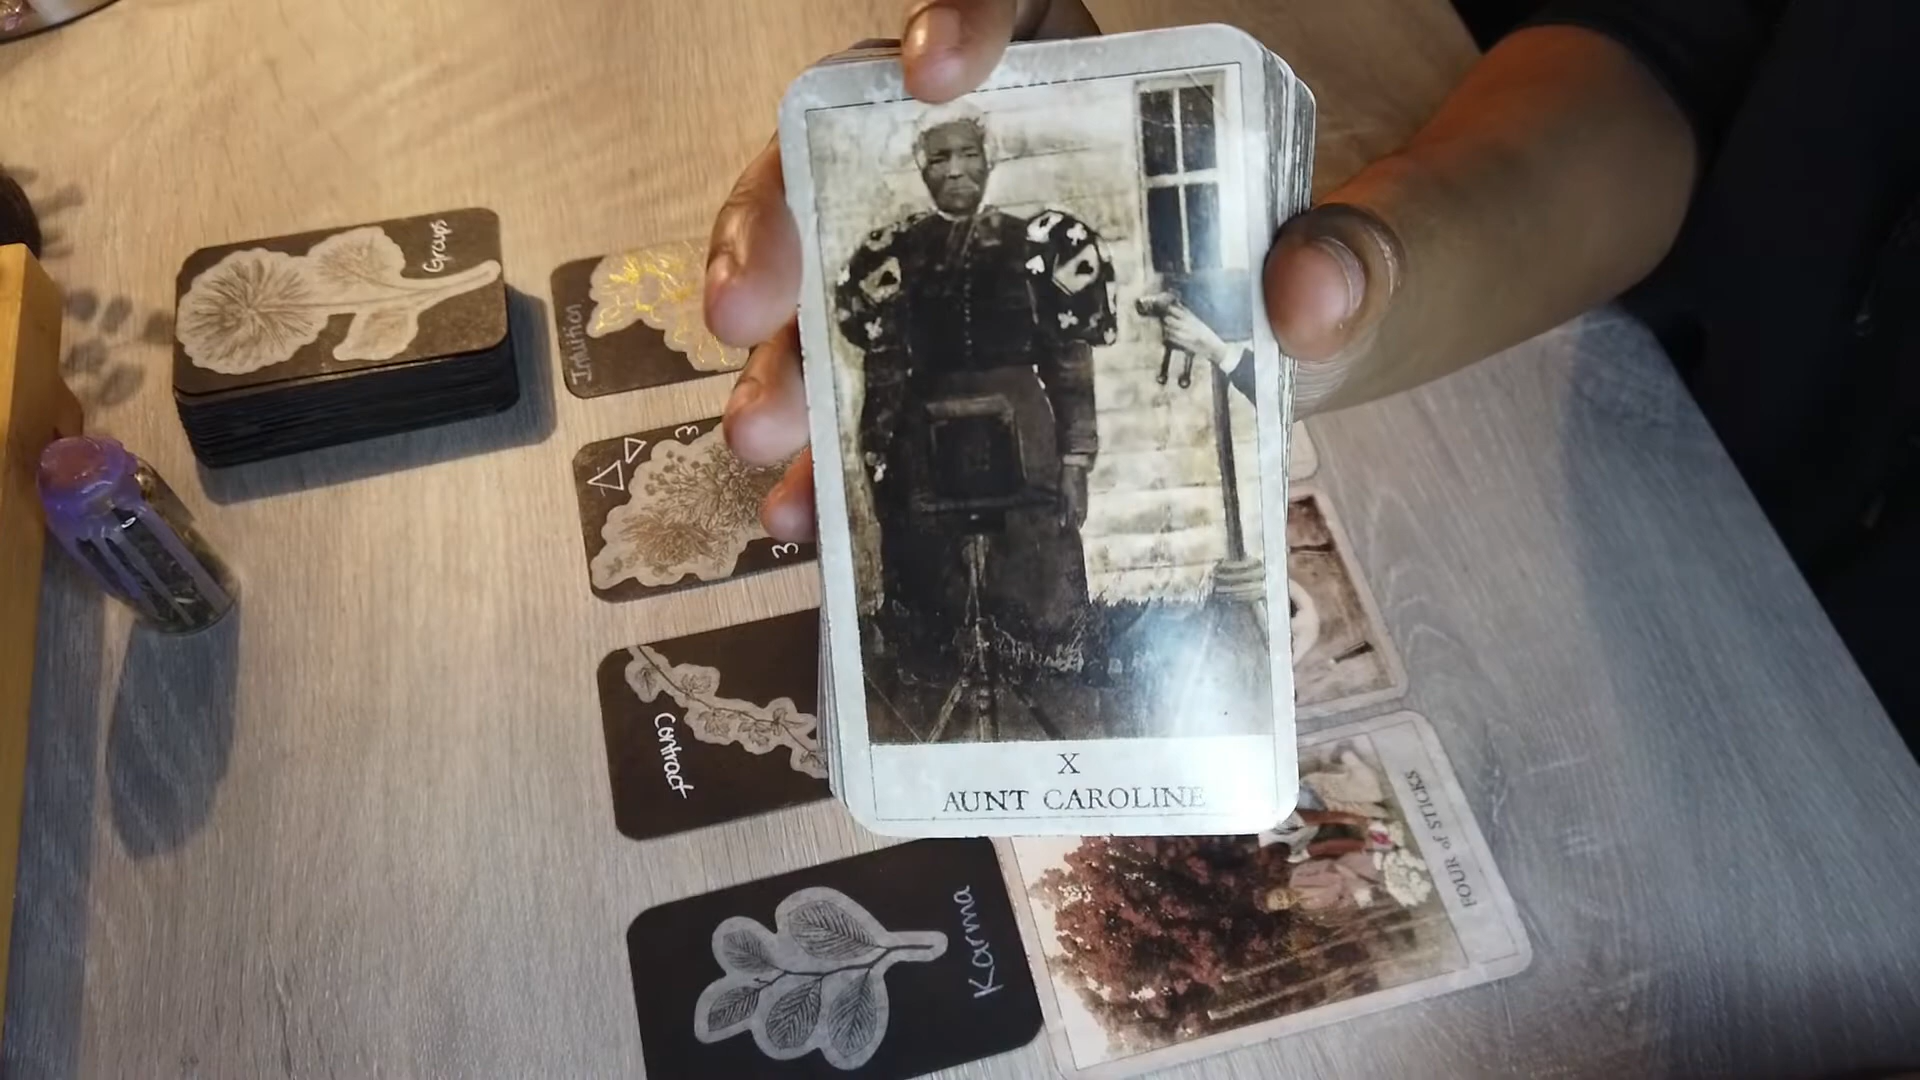 Groups
Intuition
3
3
Contract
X
AUNT CAROLINE
Karma
FOUR of STICKS